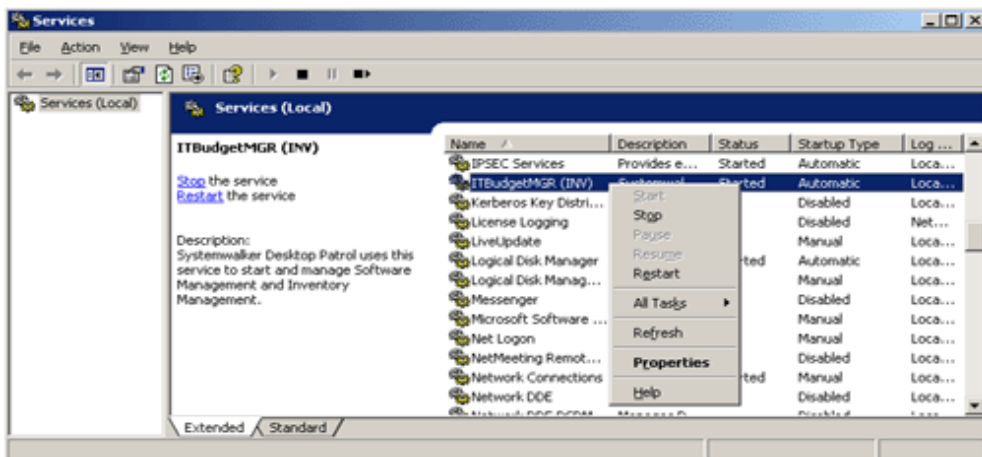 Services
File Action View Help
Services (Local)
Services (Local)
ITBudgetMGR (INV)
Stop the service
Restart the service
Description:
Systemwalker Desktop Patrol uses this
service to start and manage Software
Management and Inventory
Management.
Name Description Status Startup Type Log ...
IPSEC Services Provides e... Started Automatic Loca...
ITBudgetMGR (INV) Systemwal... Started Automatic Loca...
Kerberos Key Distri... Disabled Loca...
License Logging Disabled Net...
LiveUpdate Manual Loca...
Logical Disk Manager rted Automatic Loca...
Logical Disk Manag... Manual Loca...
Messenger Disabled Loca...
Microsoft Software ... Manual Loca...
Net Logon Manual Loca...
NetMeeting Remot... Disabled Loca...
Network Connections rted Manual Loca...
Network DDE Disabled Loca...
Start
Stop
Pause
Resume
Restart
All Tasks
Refresh
Properties
Help
Extended Standard